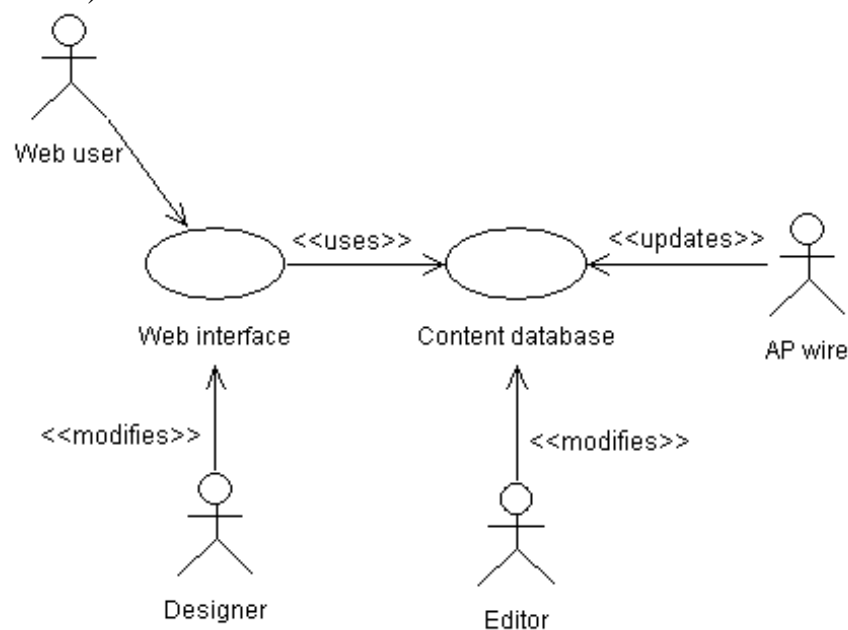 )
Web user
<<uses>>
<<updates>>
Web interface
Content database
AP wire
<<modifies>>
<<modifies>>
Designer
Editor